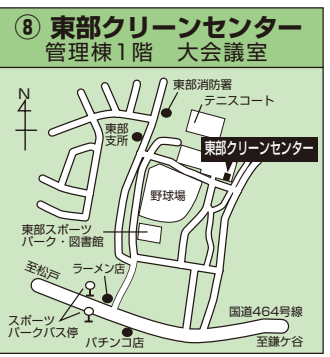 ⑧ 東部クリーンセンター
管理棟1階　大会議室
N
東部消防署
テニスコート
東部
支所
東部クリーンセンター
野球場
東部スポーツ
パーク・図書館
至松戸
ラーメン店
スポーツ
パークバス停
パチンコ店
国道464号線
至鎌ケ谷